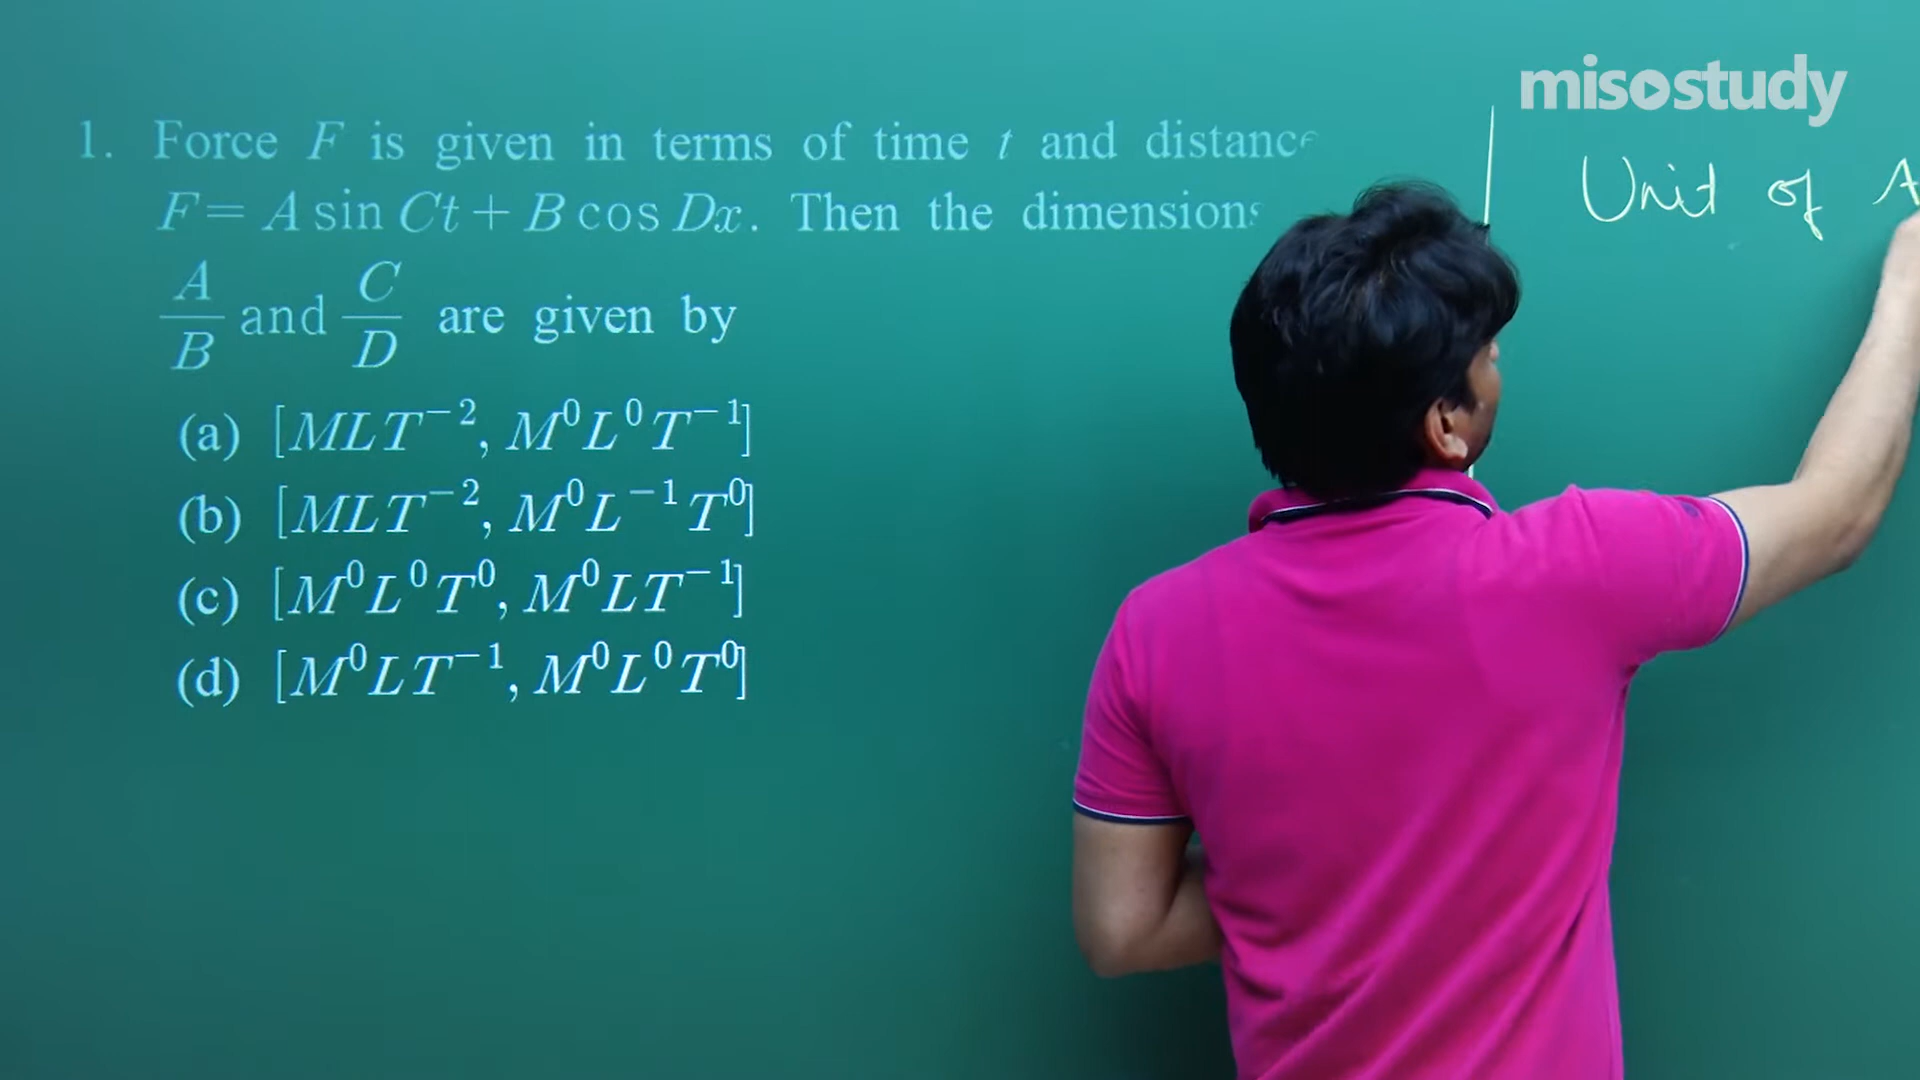 misostudy
1. Force F is given in terms of time t and distance
F = A sin Ct + B cos Dx. Then the dimensions
A/B and C/D are given by
(a) [MLT⁻², M⁰L⁰T⁻¹]
(b) [MLT⁻², M⁰L⁻¹T⁰]
(c) [M⁰L⁰T⁰, M⁰LT⁻¹]
(d) [M⁰LT⁻¹, M⁰L⁰T⁰]
Unit of A